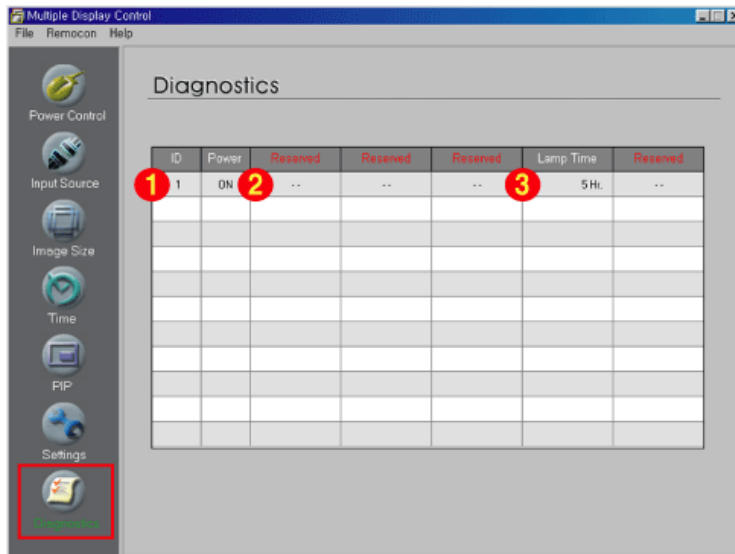 Multiple Display Control
File Remocon Help
Power Control
Input Source
Image Size
Time
PIP
Settings
Diagnostics
Diagnostics
ID Power Reserved Reserved Reserved Lamp Time Reserved
1 1 ON 2 -- -- -- 3 5 Hr. --